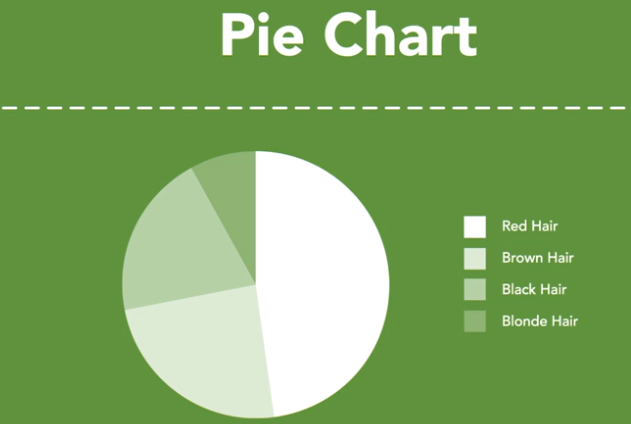 Pie Chart
Red Hair
Brown Hair
Black Hair
Blonde Hair